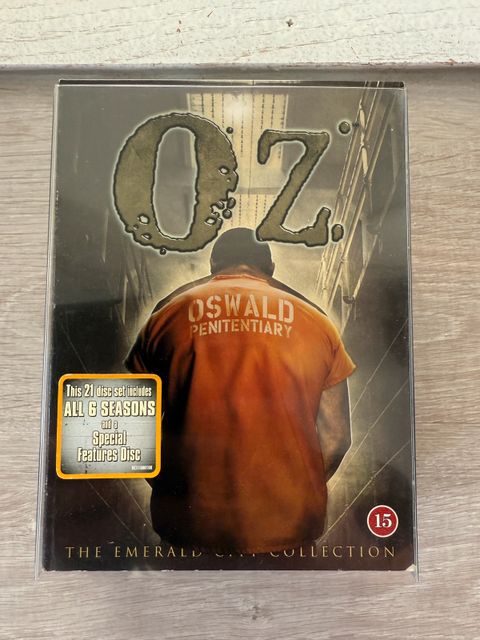 OZ.
OSWALD
PENITENTIARY
This 21 disc set includes
ALL 6 SEASONS
and a
Special
Features Disc
15
THE EMERALD CITY COLLECTION